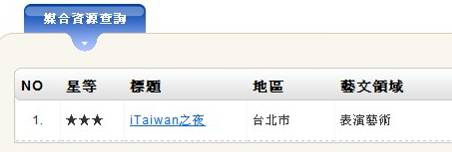 媒合資源查詢
NO 星等 標題 地區 藝文領域
1. ★★★ iTaiwan之夜 台北市 表演藝術